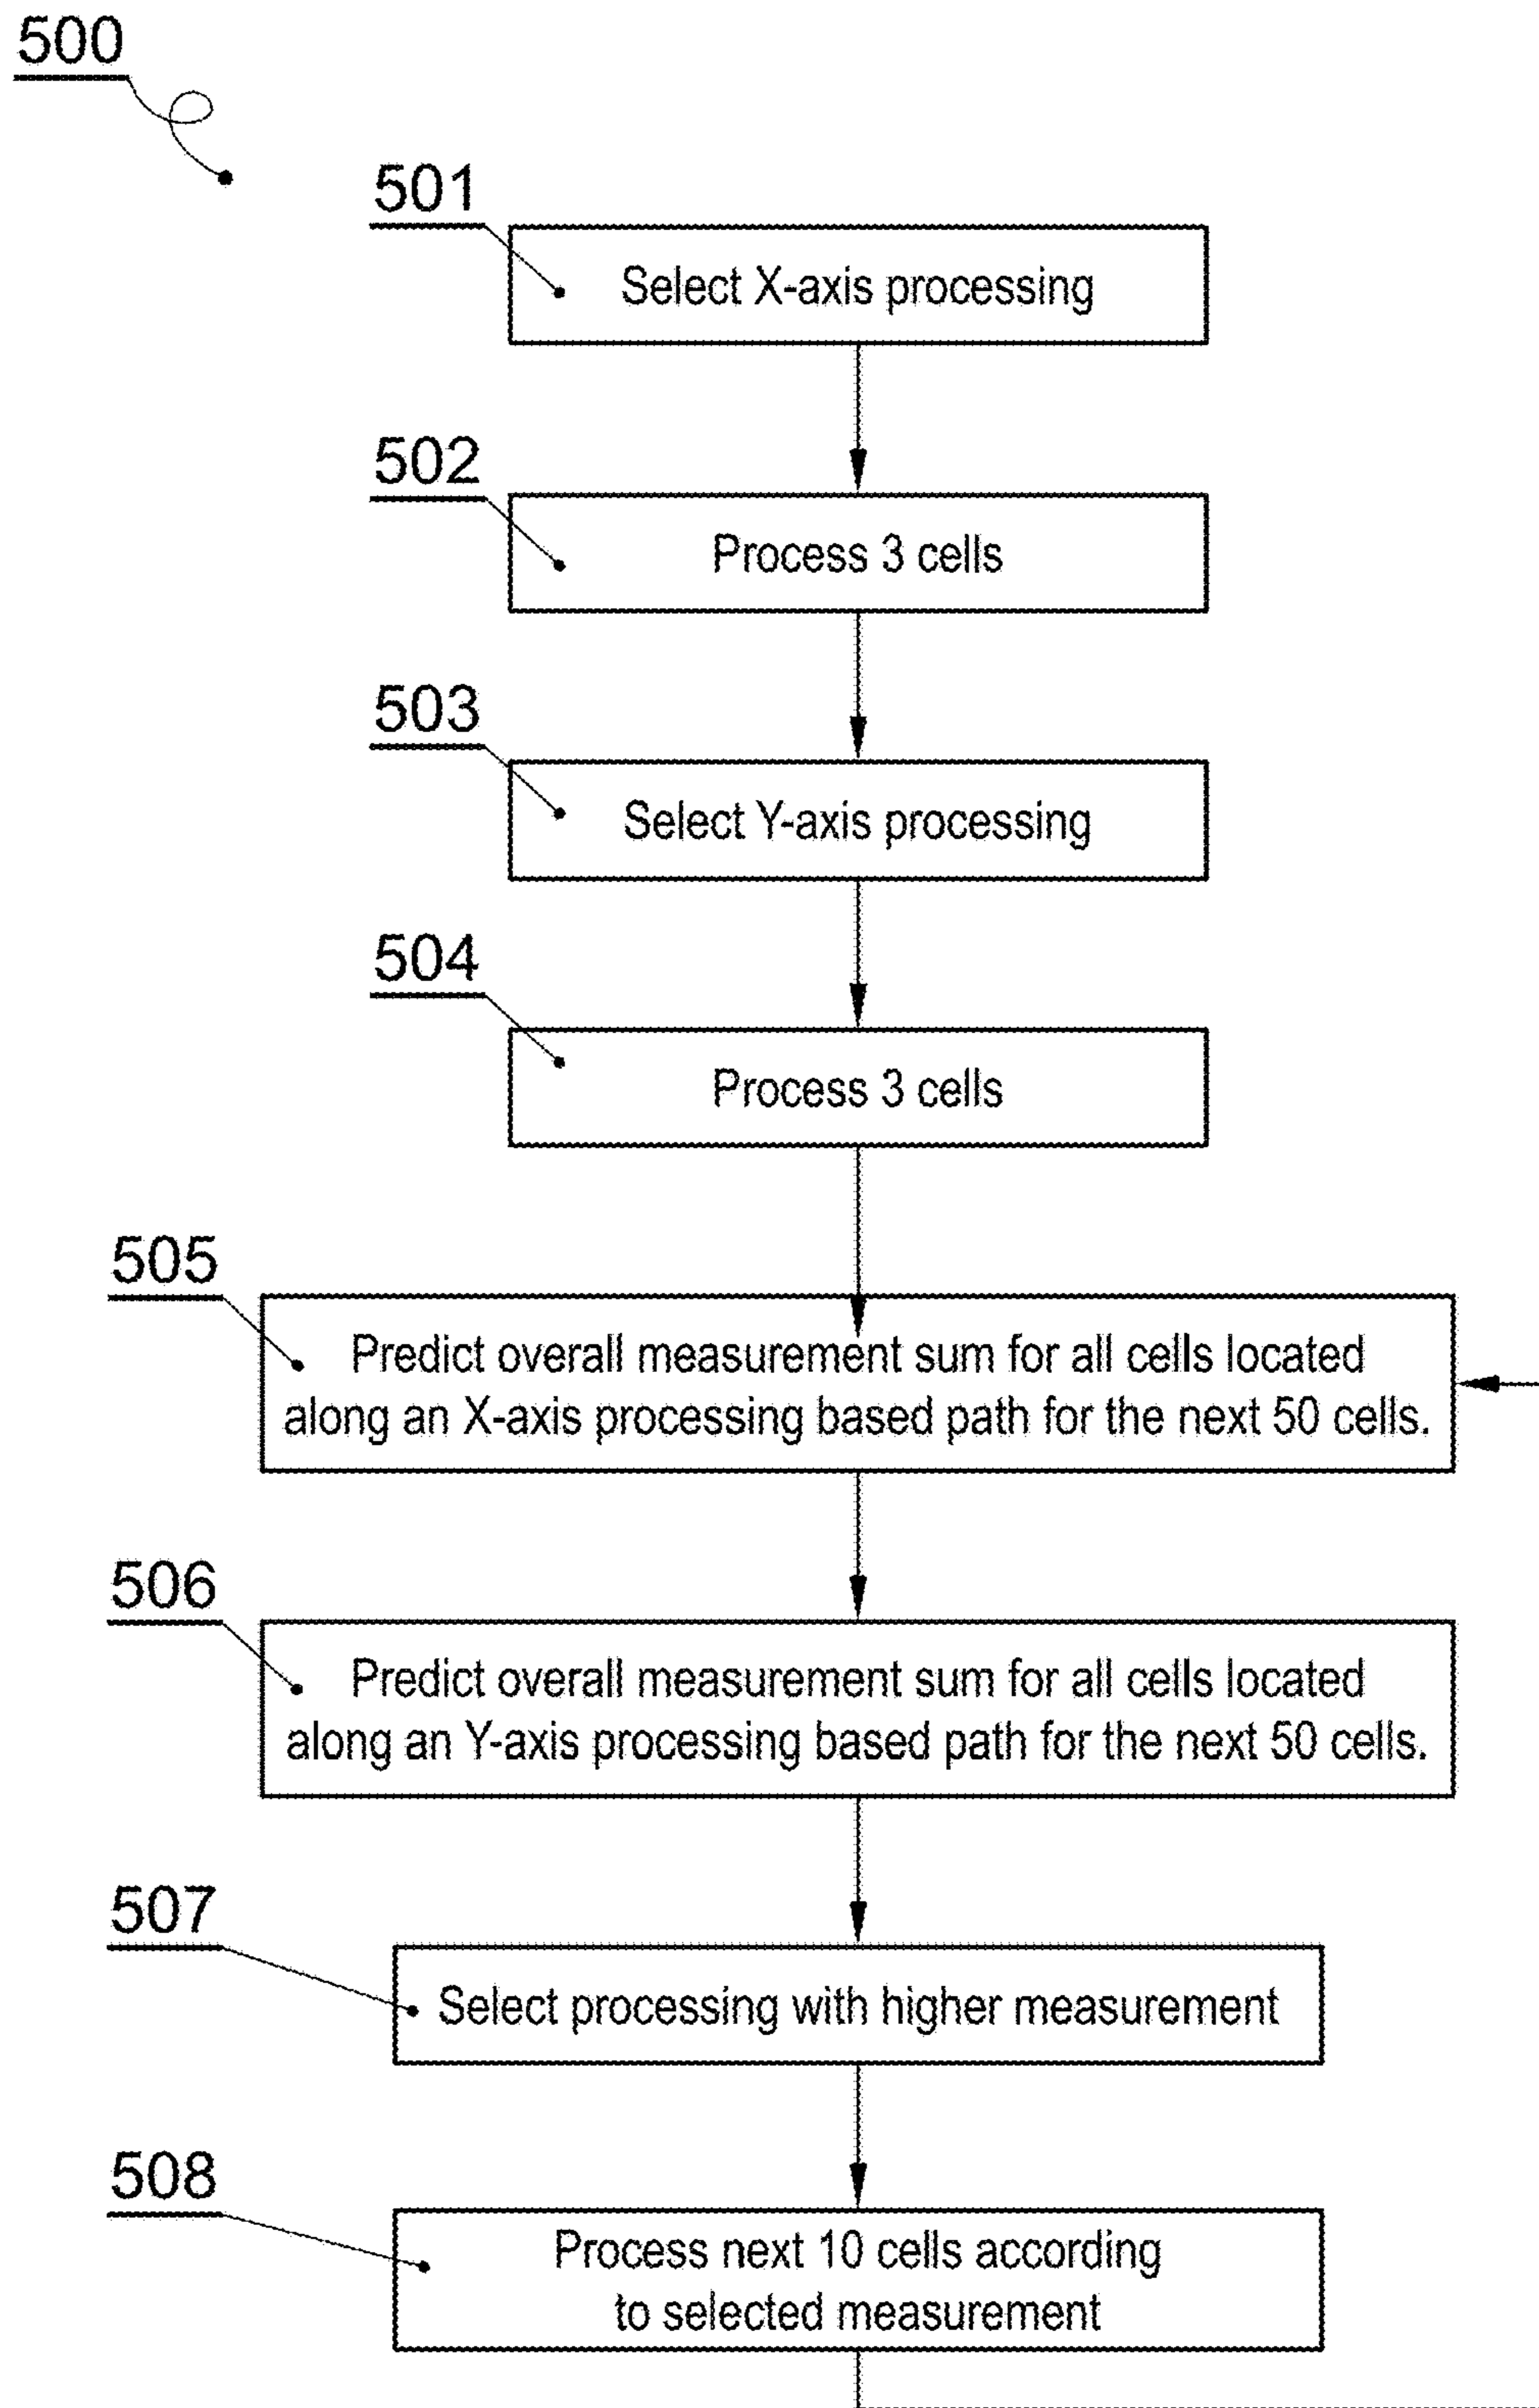 500
501
Select X-axis processing
502
Process 3 cells
503
Select Y-axis processing
504
Process 3 cells
505
Predict overall measurement sum for all cells located
along an X-axis processing based path for the next 50 cells.
506
Predict overall measurement sum for all cells located
along an Y-axis processing based path for the next 50 cells.
507
Select processing with higher measurement
508
Process next 10 cells according
to selected measurement